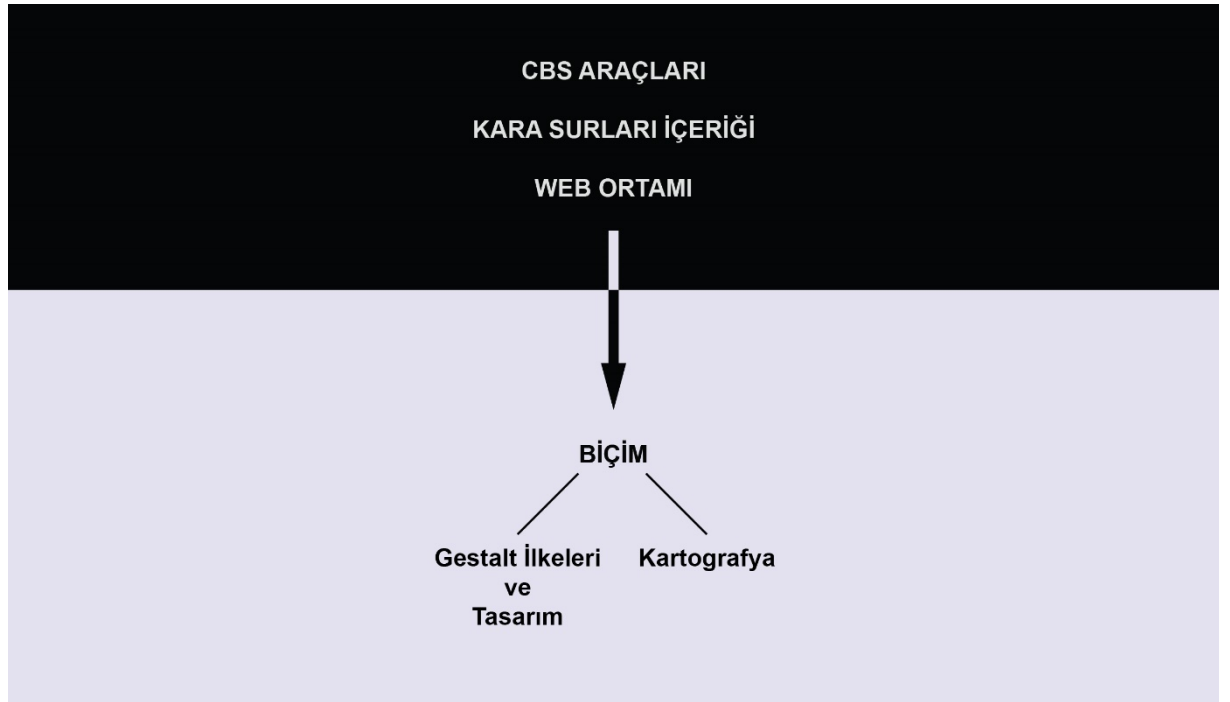 CBS ARAÇLARI
KARA SURLARI İÇERİĞİ
WEB ORTAMI
BİÇİM
Gestalt İlkeleri
ve
Tasarım
Kartografya